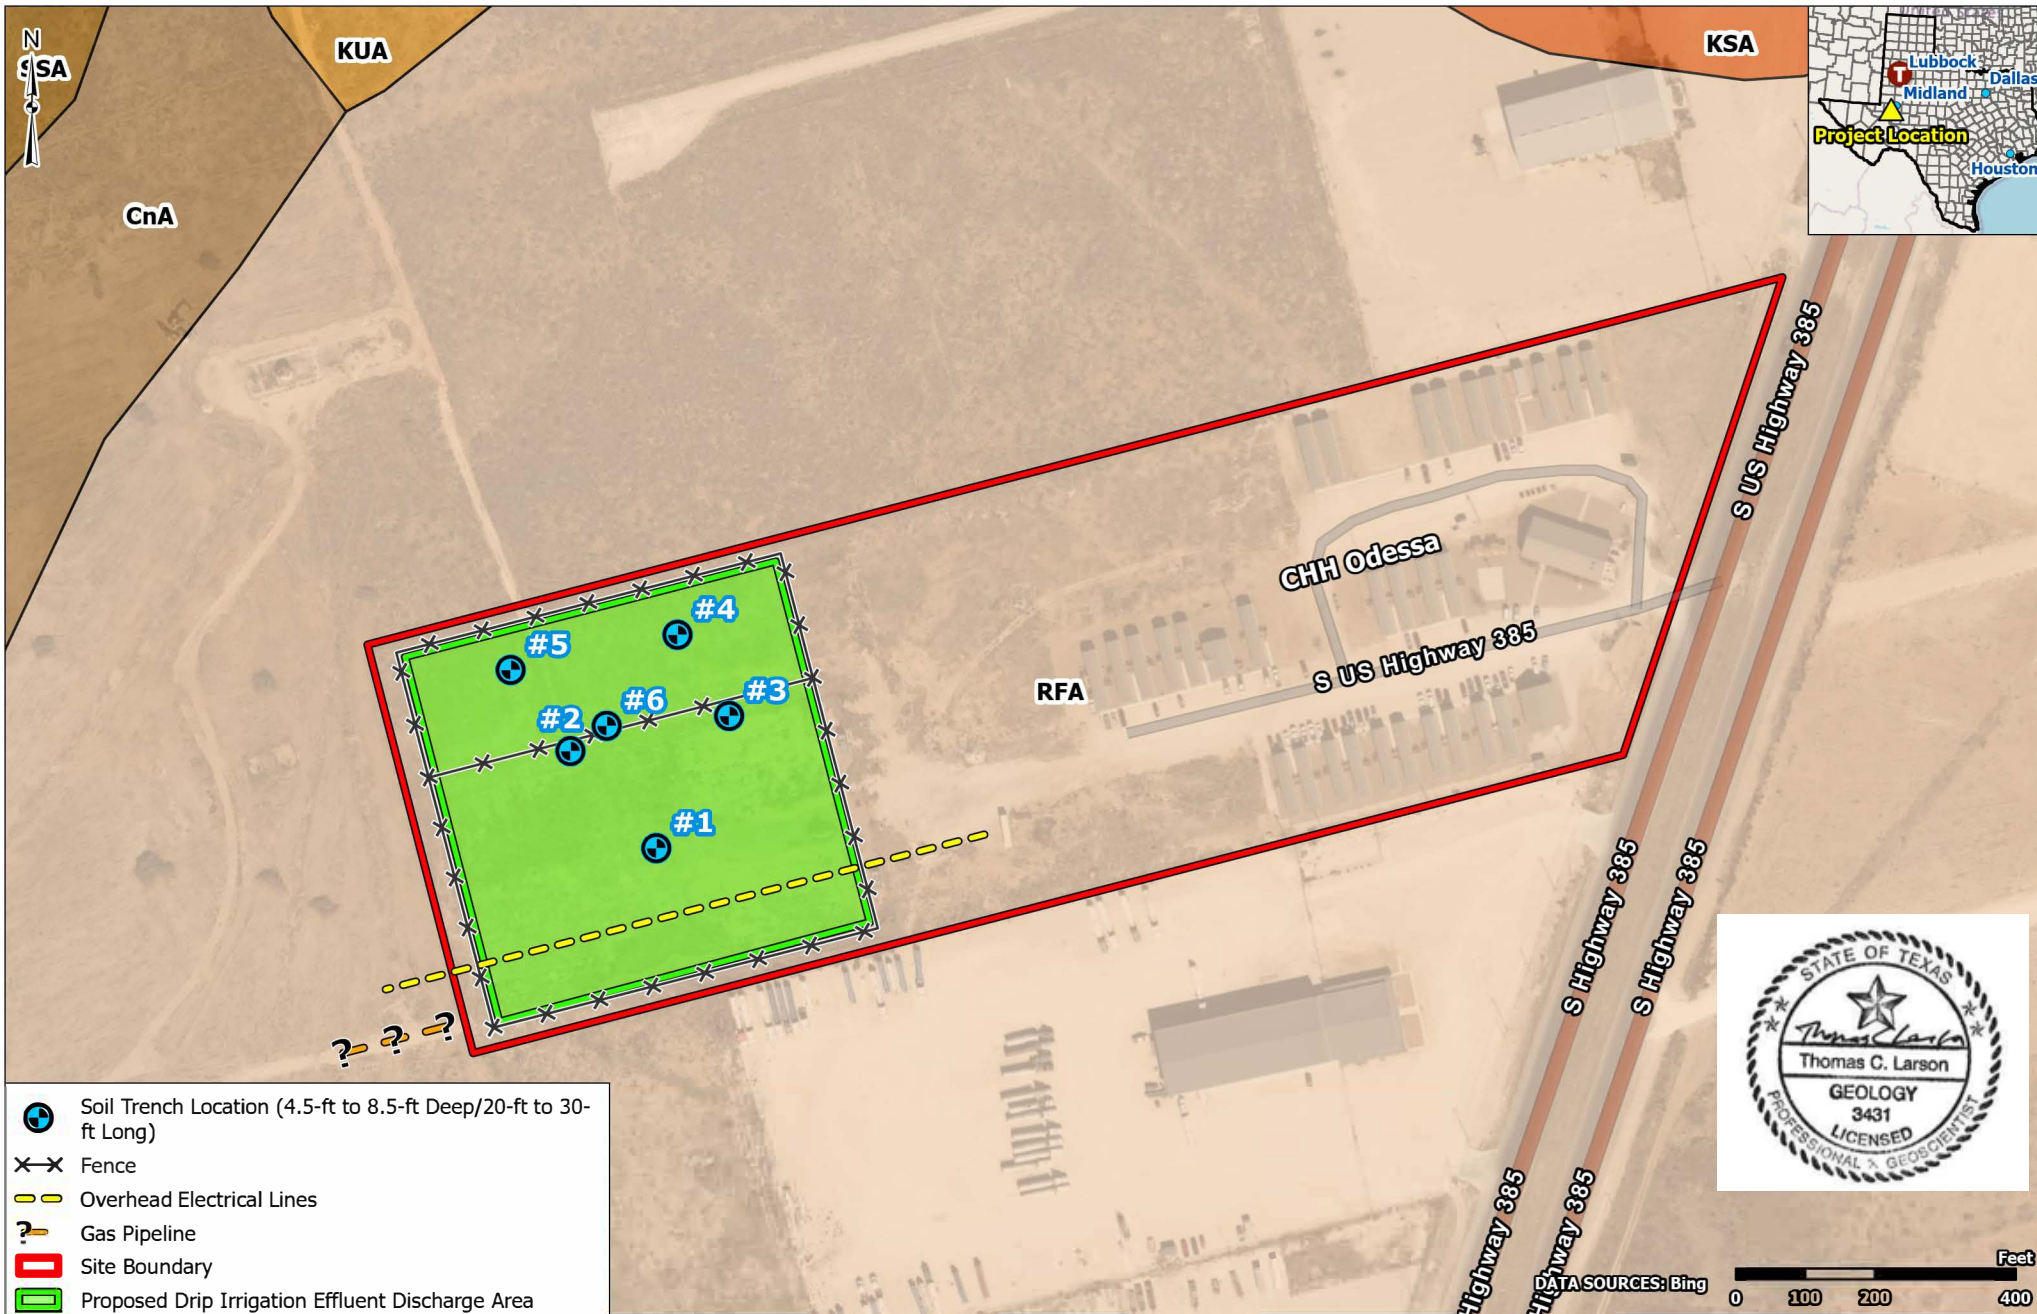 N
SSA
KUA
KSA
CnA
Lubbock
T
Dallas
Midland
Project Location
Houston
S US Highway 385
CHH Odessa
S US Highway 385
RFA
#4
#5
#3
#6
#2
#1
S Highway 385
S Highway 385
Highway 385
Highway 385
? ? ?
Soil Trench Location (4.5-ft to 8.5-ft Deep/20-ft to 30-
ft Long)
Fence
Overhead Electrical Lines
?
Gas Pipeline
Site Boundary
Proposed Drip Irrigation Effluent Discharge Area
STATE OF TEXAS
Thomas C. Larson
Thomas C. Larson
GEOLOGY
3431
LICENSED
PROFESSIONAL GEOSCIENTIST
DATA SOURCES: Bing
Feet
0 100 200 400